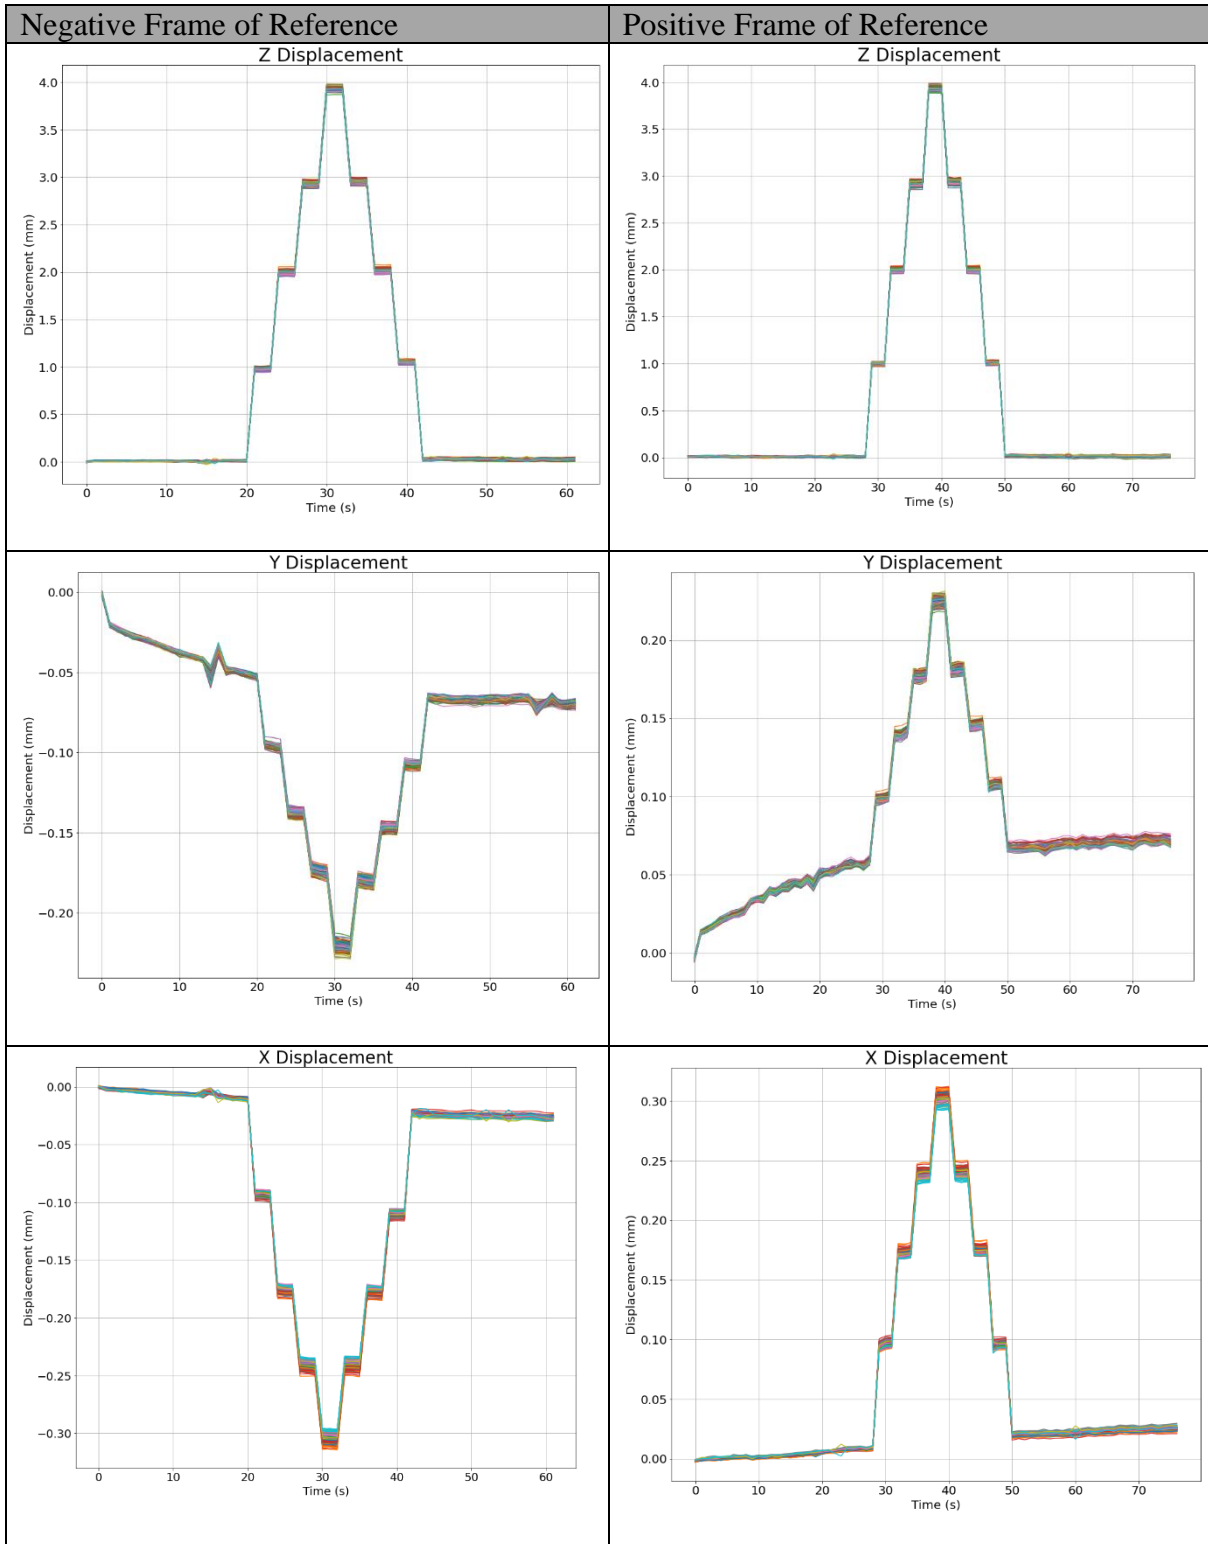 Negative Frame of Reference
Positive Frame of Reference
Z Displacement
Displacement (mm)
4.0
3.5
3.0
2.5
2.0
1.5
1.0
0.5
0.0
0 10 20 30 40 50 60
Time (s)
Z Displacement
Displacement (mm)
4.0
3.5
3.0
2.5
2.0
1.5
1.0
0.5
0.0
0 10 20 30 40 50 60 70
Time (s)
Y Displacement
Displacement (mm)
0.00
−0.05
−0.10
−0.15
−0.20
0 10 20 30 40 50 60
Time (s)
Y Displacement
Displacement (mm)
0.20
0.15
0.10
0.05
0.00
0 10 20 30 40 50 60 70
Time (s)
X Displacement
Displacement (mm)
0.00
−0.05
−0.10
−0.15
−0.20
−0.25
−0.30
0 10 20 30 40 50 60
Time (s)
X Displacement
Displacement (mm)
0.30
0.25
0.20
0.15
0.10
0.05
0.00
0 10 20 30 40 50 60 70
Time (s)